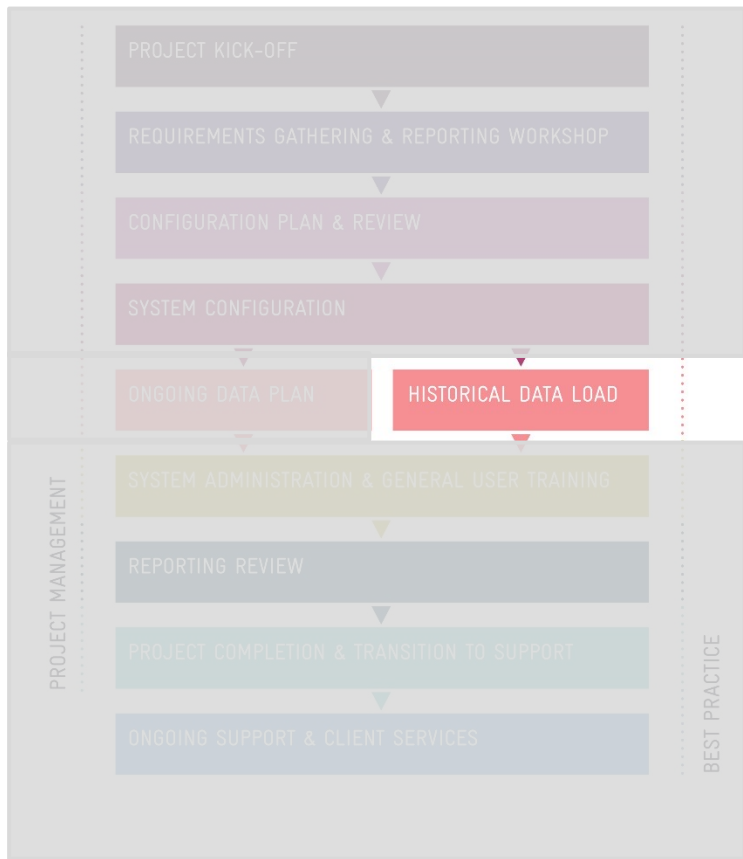 PROJECT KICK-OFF
REQUIREMENTS GATHERING & REPORTING WORKSHOP
CONFIGURATION PLAN & REVIEW
SYSTEM CONFIGURATION
ONGOING DATA PLAN
HISTORICAL DATA LOAD
SYSTEM ADMINISTRATION & GENERAL USER TRAINING
REPORTING REVIEW
PROJECT COMPLETION & TRANSITION TO SUPPORT
ONGOING SUPPORT & CLIENT SERVICES
PROJECT MANAGEMENT
BEST PRACTICE